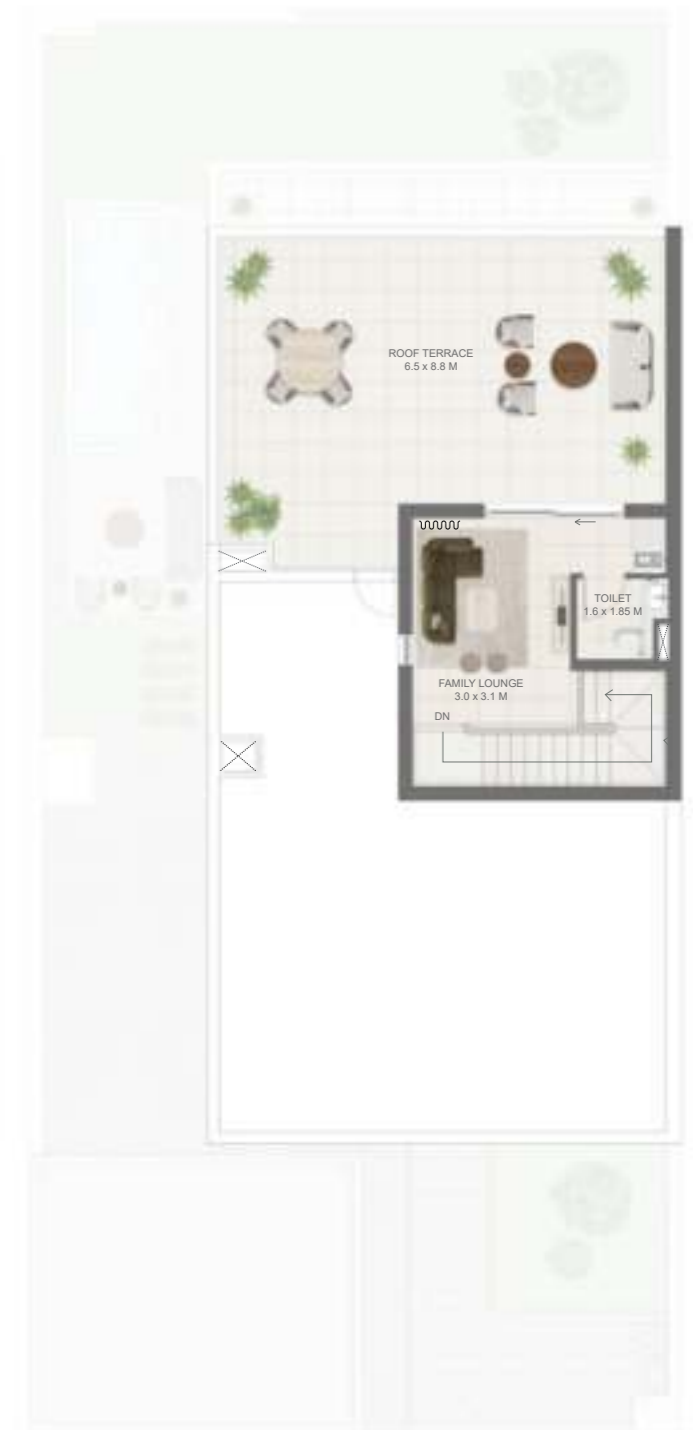 ROOF TERRACE
6.5 x 8.8 M
TOILET
1.6 x 1.85 M
FAMILY LOUNGE
3.0 x 3.1 M
DN